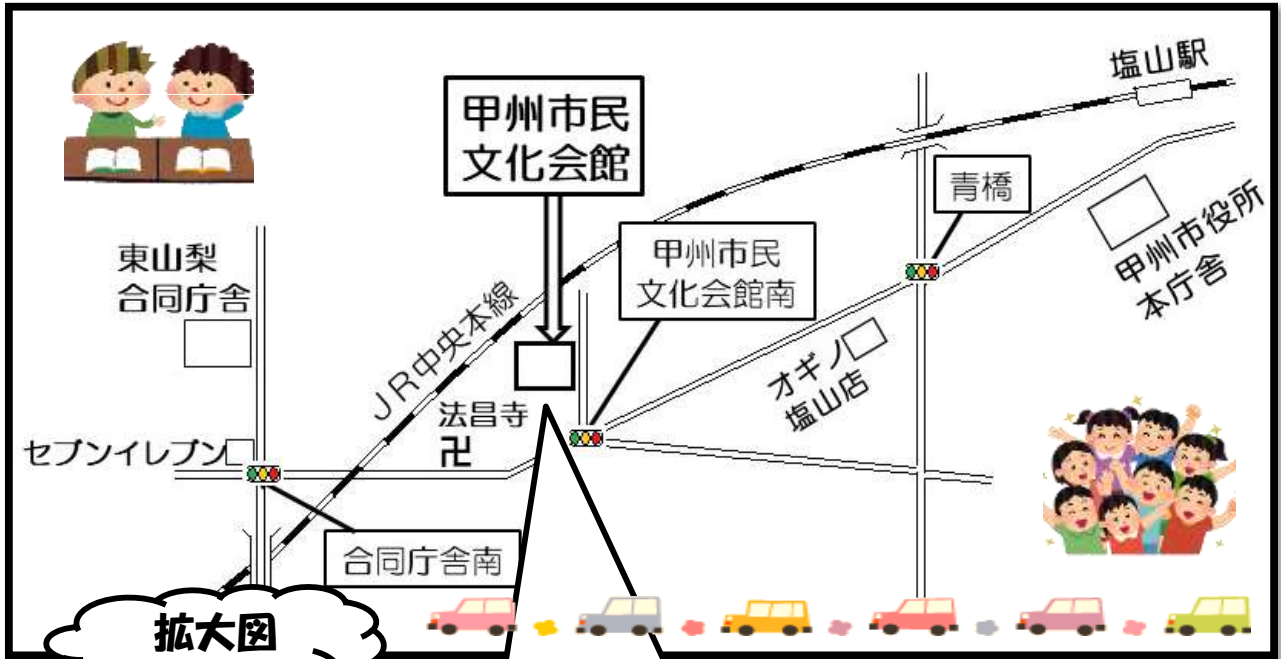 塩山駅
甲州市民
文化会館
青橋
甲州市役所
本庁舎
東山梨
合同庁舎
甲州市民
文化会館南
JR中央本線
オギノ
塩山店
法昌寺
卍
セブンイレブン
合同庁舎南
拡大図